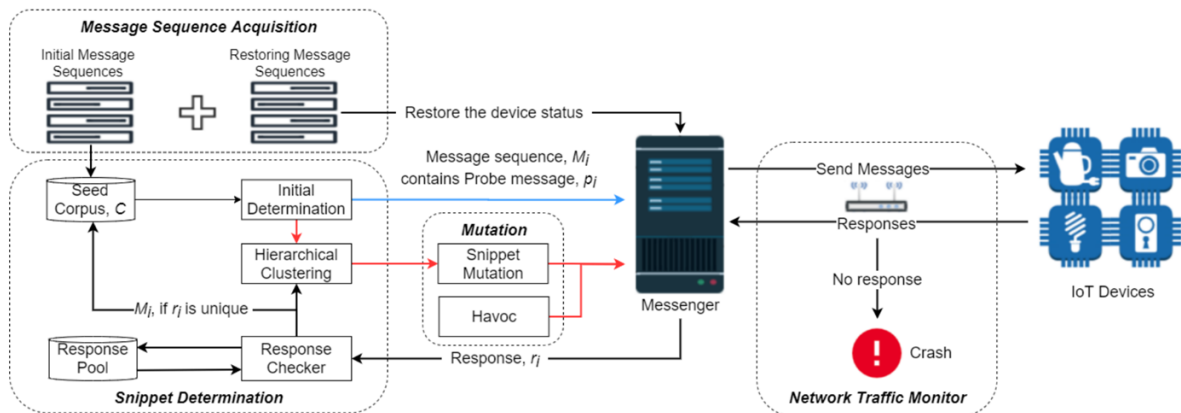 Message Sequence Acquisition
Initial Message
Sequences
Restoring Message
Sequences
Restore the device status
Message sequence, Mi
contains Probe message, pi
Seed
Corpus, C
Initial
Determination
Hierarchical
Clustering
Mi, if ri is unique
Response
Pool
Response
Checker
Snippet Determination
Mutation
Snippet
Mutation
Havoc
Response, ri
Messenger
Send Messages
Responses
No response
Crash
Network Traffic Monitor
IoT Devices